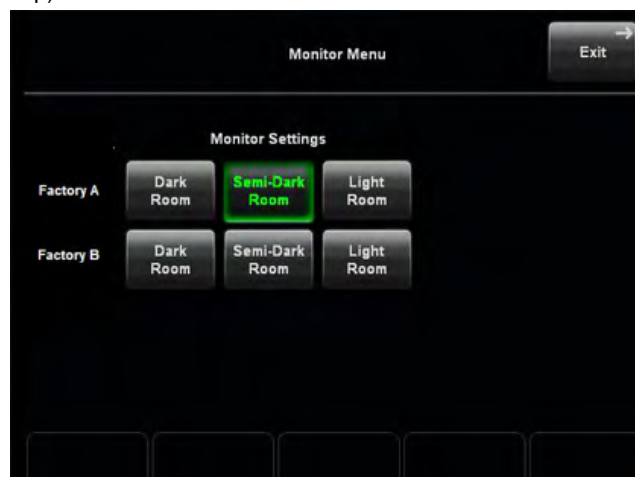 Monitor Menu
Exit
Monitor Settings
Factory A
Dark
Room
Semi-Dark
Room
Light
Room
Factory B
Dark
Room
Semi-Dark
Room
Light
Room